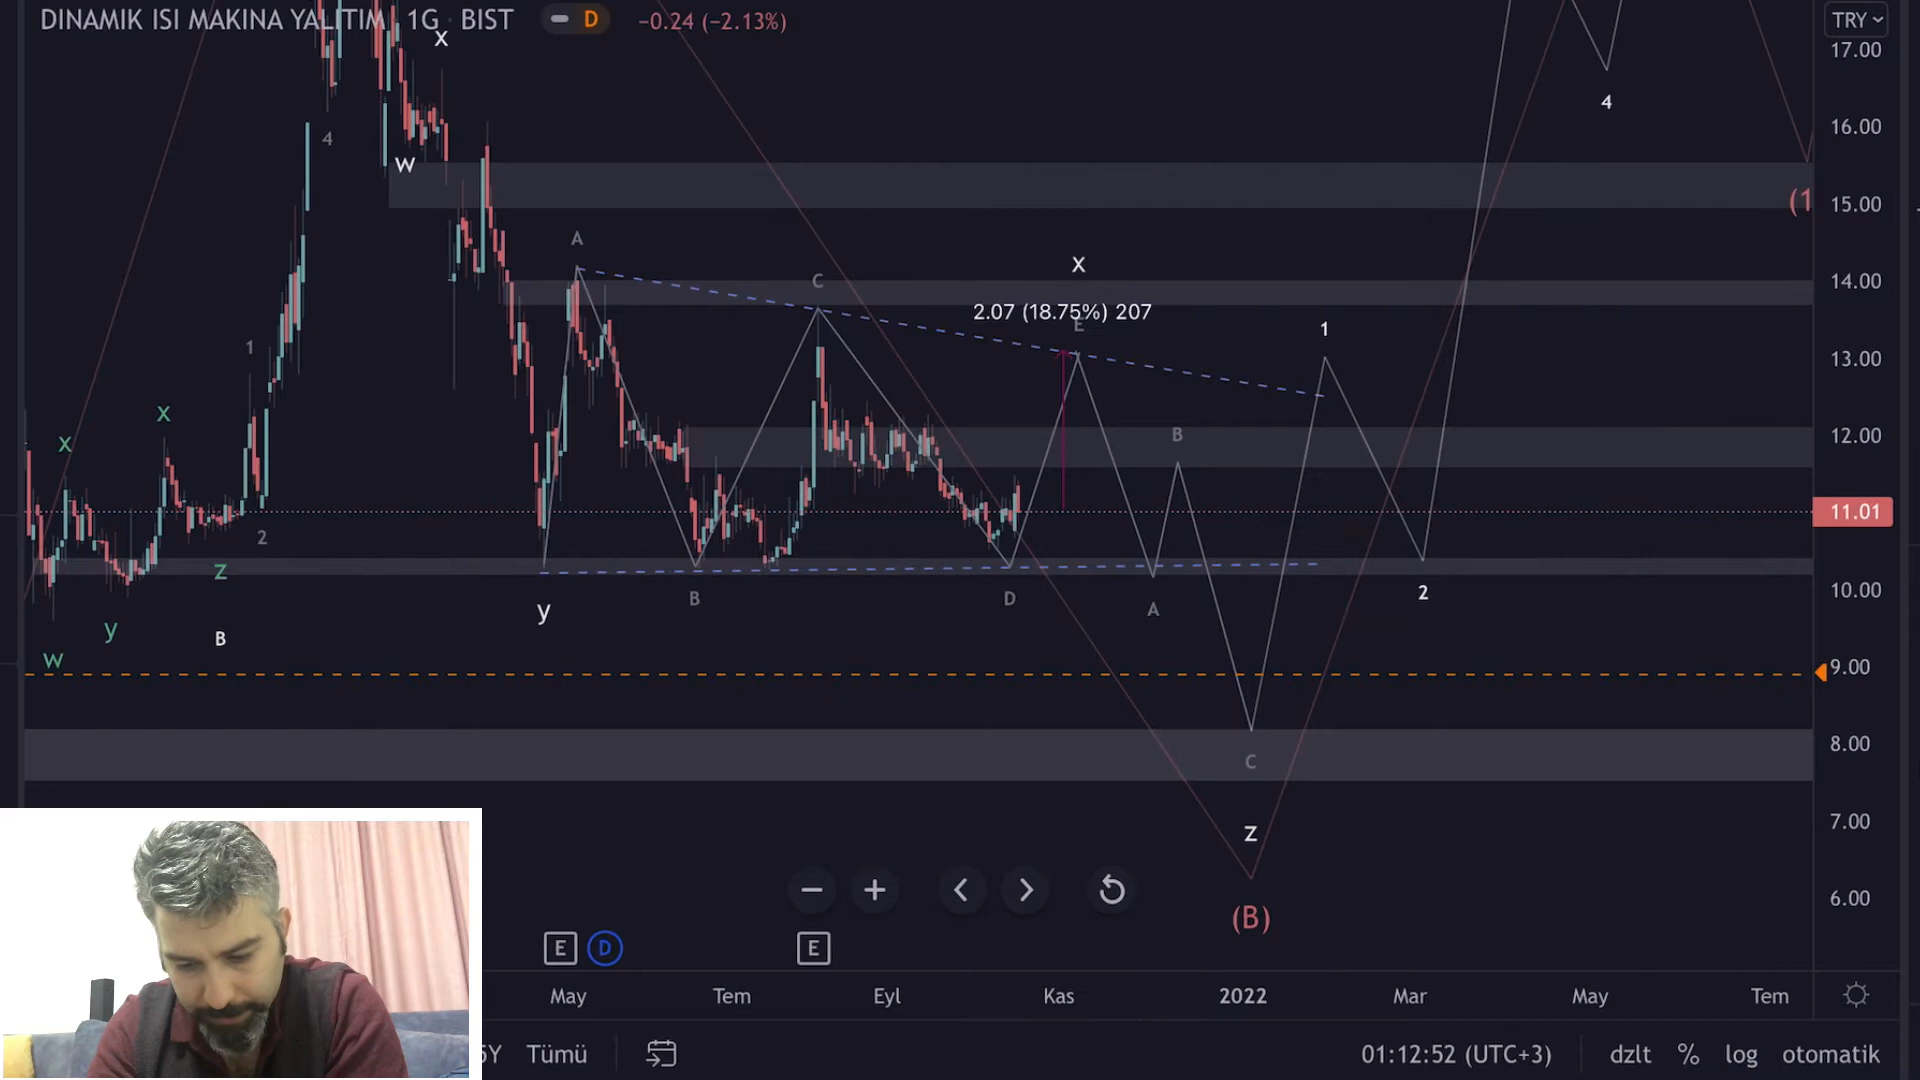 DINAMIK ISI MAKINA YALITIM 1G BIST D −0.24 (−2.13%) TRY
17.00
X
4
4
16.00
W
15.00
(1
A
X
C
14.00
2.07 (18.75%) 207
E
1
1
13.00
X
X
B
12.00
11.01
2
Z
10.00
B
D
A
2
y
y
B
W
9.00
8.00
C
7.00
Z
6.00
(B)
E D E
May Tem Eyl Kas 2022 Mar May Tem
5Y Tümü 01:12:52 (UTC+3) dzlt % log otomatik